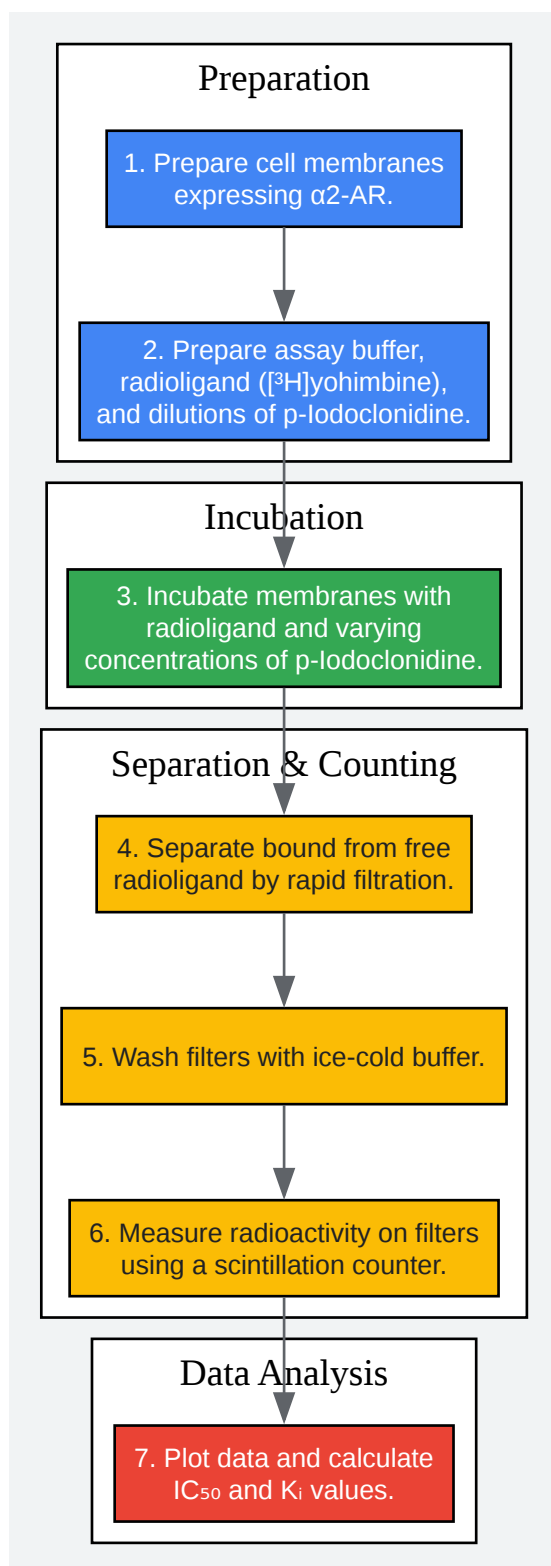 Preparation
1. Prepare cell membranes
expressing α2-AR.
2. Prepare assay buffer,
radioligand ([³H]yohimbine),
and dilutions of p-Iodoclonidine.
Incubation
3. Incubate membranes with
radioligand and varying
concentrations of p-Iodoclonidine.
Separation & Counting
4. Separate bound from free
radioligand by rapid filtration.
5. Wash filters with ice-cold buffer.
6. Measure radioactivity on filters
using a scintillation counter.
Data Analysis
7. Plot data and calculate
IC₅₀ and Kᵢ values.